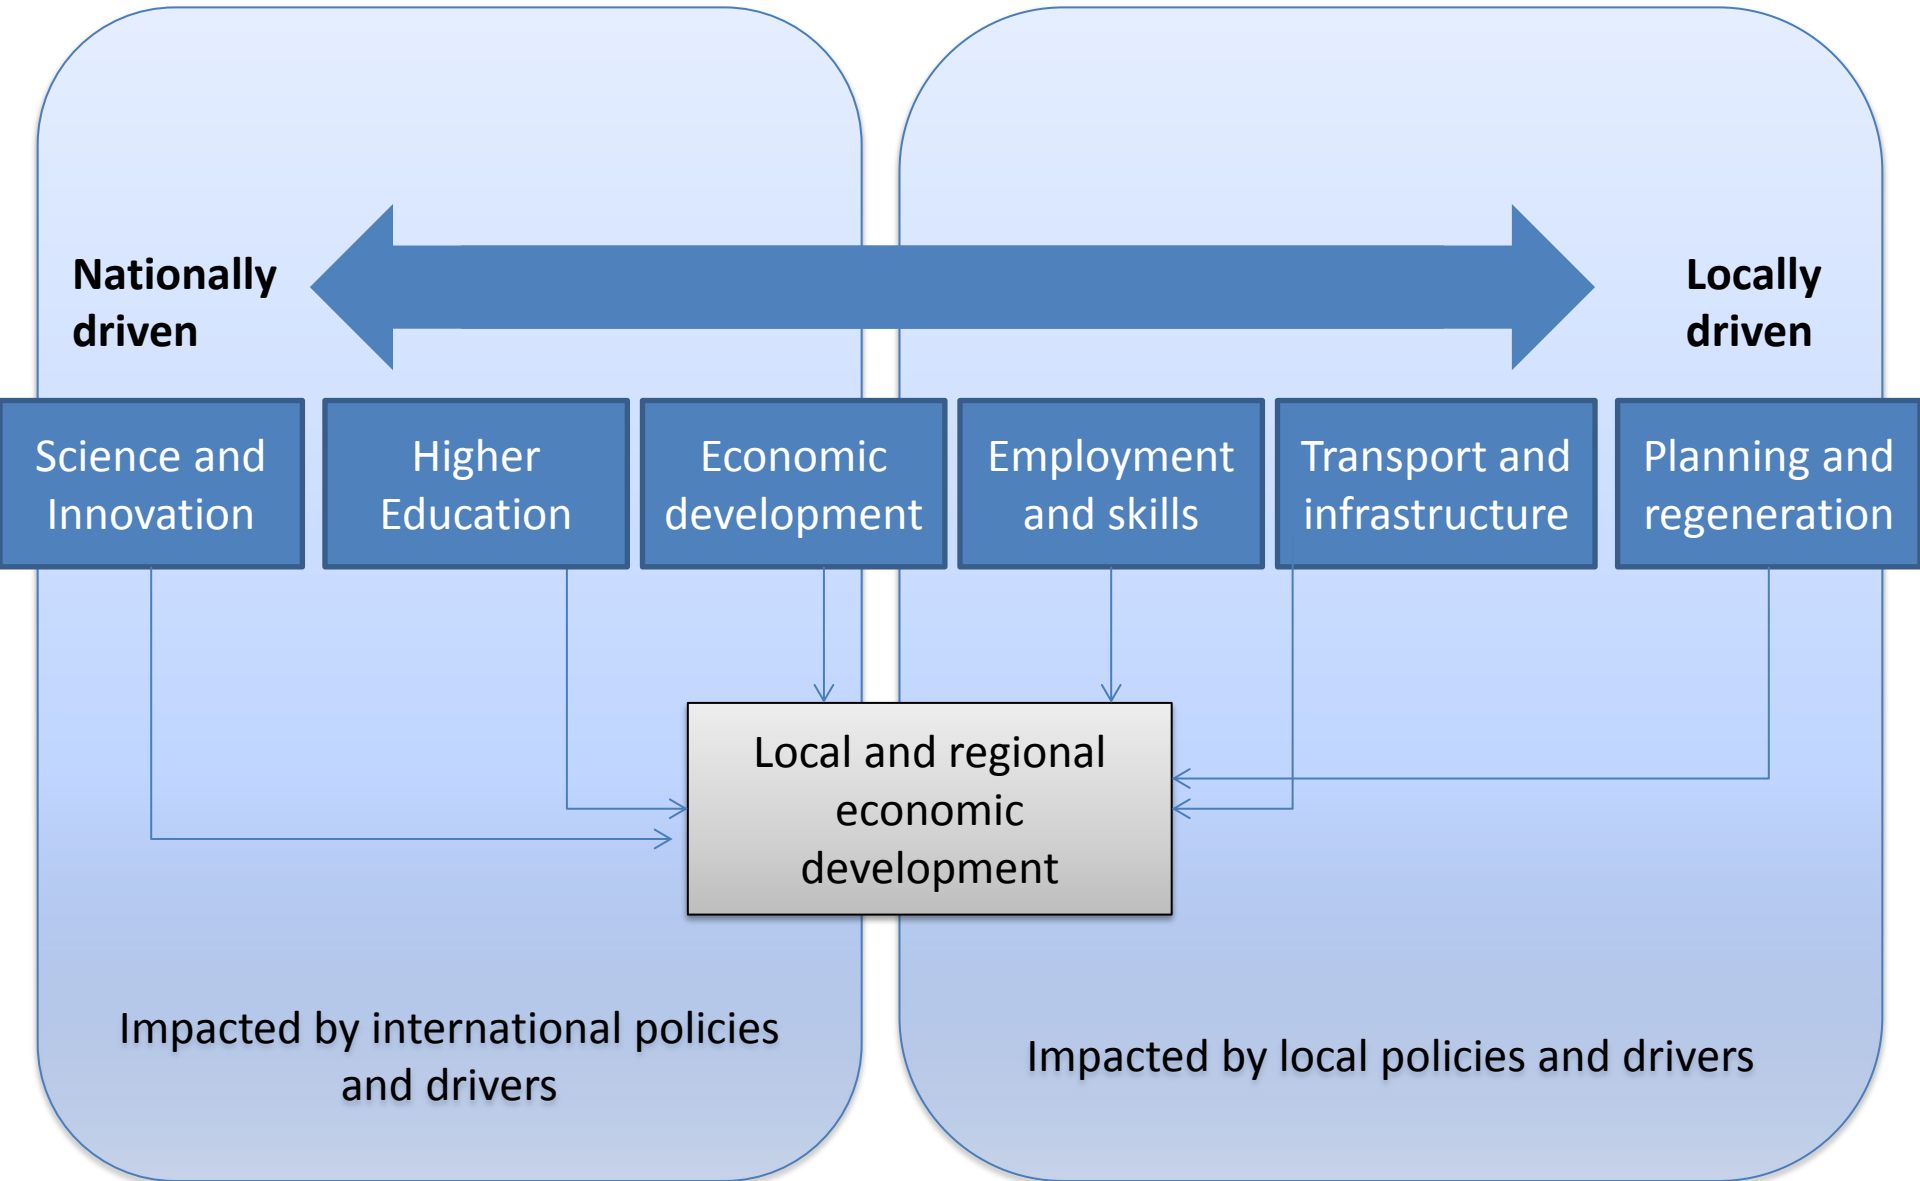 Nationally
driven
Locally
driven
Science and
Innovation
Higher
Education
Economic
development
Employment
and skills
Transport and
infrastructure
Planning and
regeneration
Local and regional
economic
development
Impacted by international policies
and drivers
Impacted by local policies and drivers